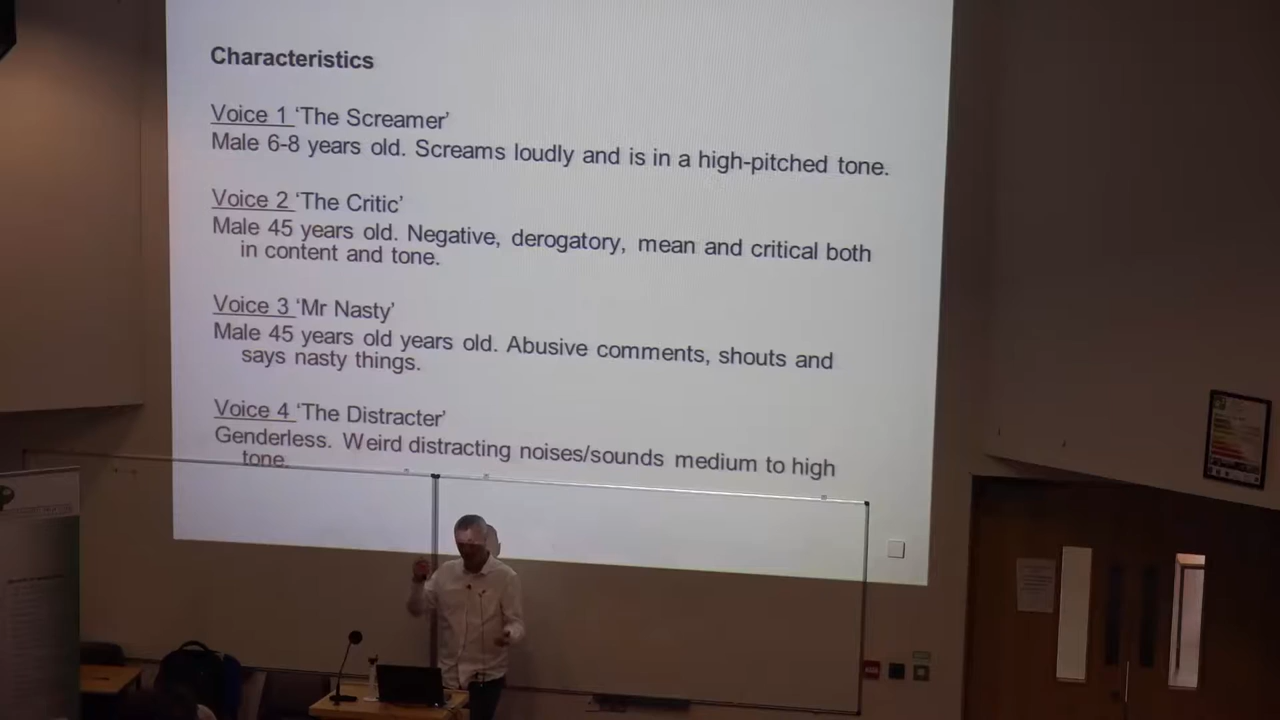 Characteristics
Voice 1 ‘The Screamer’
Male 6-8 years old. Screams loudly and is in a high-pitched tone.
Voice 2 ‘The Critic’
Male 45 years old. Negative, derogatory, mean and critical both
in content and tone.
Voice 3 ‘Mr Nasty’
Male 45 years old years old. Abusive comments, shouts and
says nasty things.
Voice 4 ‘The Distracter’
Genderless. Weird distracting noises/sounds medium to high
tone.